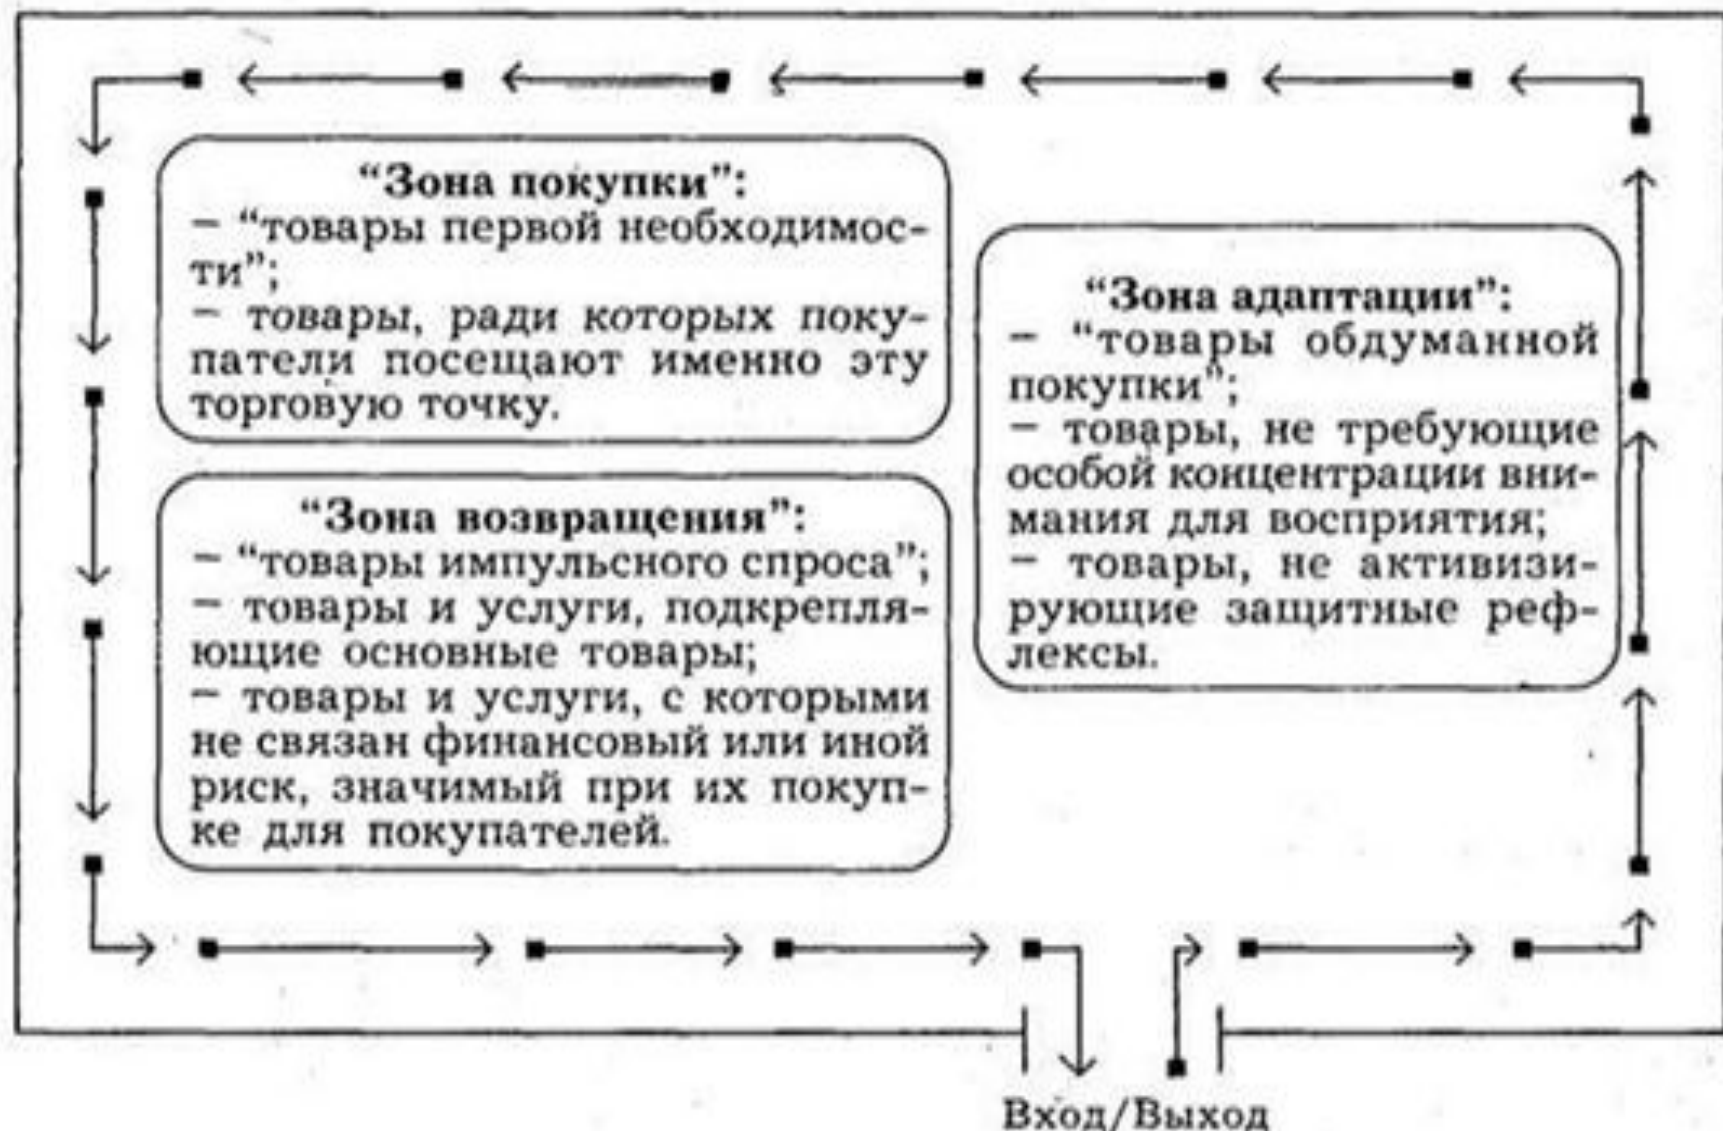 “Зона покупки”:
– “товары первой необходимос-
ти”;
– товары, ради которых поку-
патели посещают именно эту
торговую точку.
“Зона возвращения”:
– “товары импульсного спроса”;
– товары и услуги, подкрепля-
ющие основные товары;
– товары и услуги, с которыми
не связан финансовый или иной
риск, значимый при их покуп-
ке для покупателей.
“Зона адаптации”:
– “товары обдуманной
покупки”;
– товары, не требующие
особой концентрации вни-
мания для восприятия;
– товары, не активизи-
рующие защитные реф-
лексы.
Вход/Выход